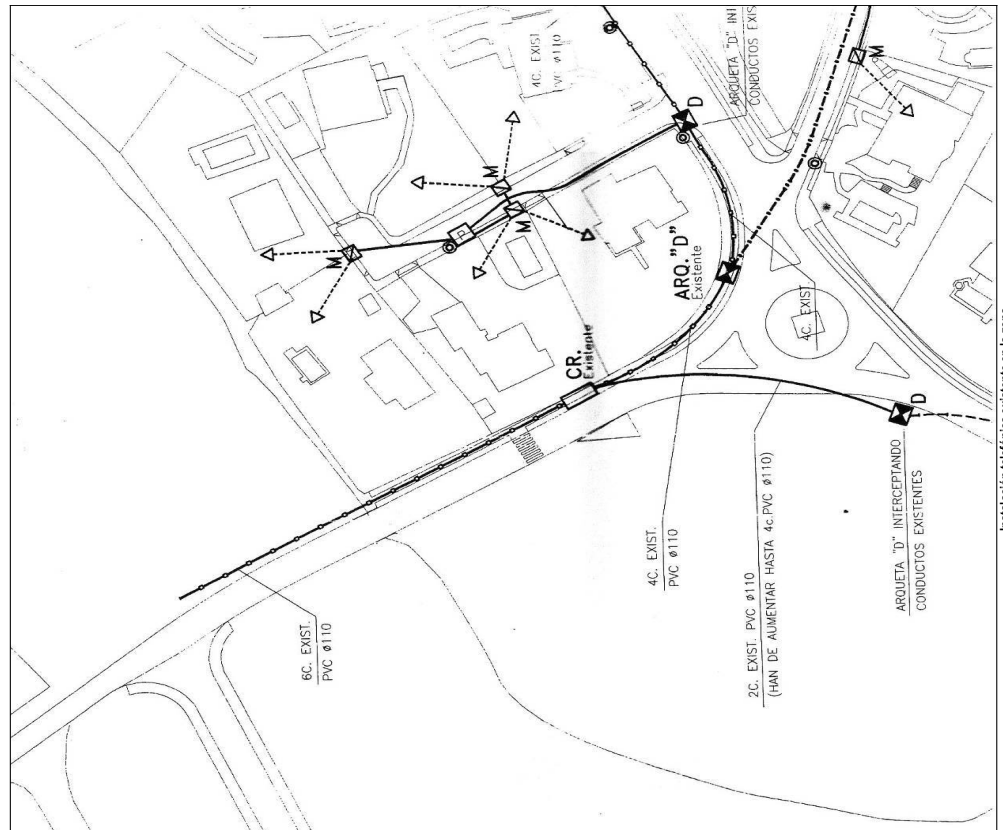 4C. EXIST
PVC ø110
ARQUETA "D" INT
CONDUCTOS EXIS
M
D
M
M
P
M
ARQ."D"
Existente
4C. EXIST
CR.
Existente
D
ARQUETA "D" INTERCEPTANDO
CONDUCTOS EXISTENTES
4C. EXIST.
PVC ø110
2C. EXIST. PVC ø110
(HAN DE AUMENTAR HASTA 4c.PVC ø110)
6C. EXIST.
PVC ø110